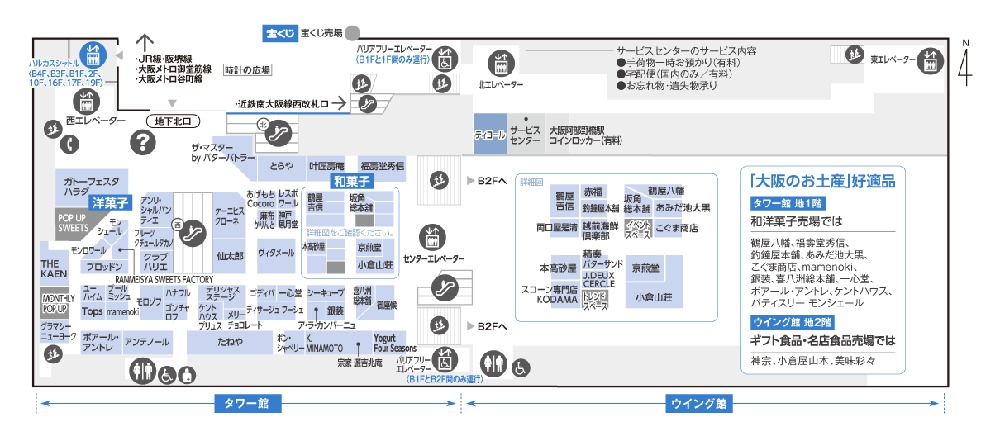 宝くじ 宝くじ売場
ハルカスシャトル
〈B4F、B3F、B1F、2F、
10F、16F、17F、19F〉
・JR線・阪堺線
・大阪メトロ御堂筋線
・大阪メトロ谷町線
時計の広場
西エレベーター
地下北口
?
・近鉄南大阪線西改札口
北
バリアフリーエレベーター
〈B1Fと1F間のみ運行〉
北エレベーター
サービスセンターのサービス内容
●手荷物一時お預かり(有料)
●宅配便(国内のみ/有料)
●お忘れ物・遺失物承り
東エレベーター
N
ティヨール
サービス
センター
大阪阿部野橋駅
コインロッカー(有料)
ザ・マスター
by バターバトラー
とらや
叶匠壽庵
福壽堂秀信
B2Fへ
和菓子
ガトーフェスタ
ハラダ
洋菓子
POP UP
SWEETS
モン
シェール
モンロワール
ブロッドン
アンリ・
シャルパン
ティエ
フルーツ
クチュールタカノ
クラブ
ハリエ
西
RANMEISYA SWEETS FACTORY
ケーニヒス
クローネ
仙太郎
あげもち
Cocoro
レスポ
ワール
麻布
かりんと
神戸
風月堂
ヴィタメール
鶴屋
吉信
坂角
総本舗
詳細図をご確認ください。
本髙砂屋
京煎堂
小倉山荘
センターエレベーター
THE
KAEN
MONTHLY
POP UP
グラマシー
ニューヨーク
ユー
ハイム
プール
ミッシュ
Tops
mamenoki
モロゾフ
ハナフル
ゴンチャ
ロフ
デリシャス
ステージ
ケント
ハウス
ブリュス
メリー
チョコレート
ゴディバ
一心堂
ティサージュ
フーシェ
シーキューブ
銀装
ア・ラ・カンパーニュ
喜八洲
総本舗
御座候
ボアール・
アントレ
アンテノール
たねや
ボン・
シャペリー
K.
MINAMOTO
宗家 源吉兆庵
Yogurt
Four Seasons
B2Fへ
バリアフリー
エレベーター
〈B1FとB2F間のみ運行〉
詳細図
鶴屋
吉信
赤福
釣鐘屋本舗
坂角
総本舗
鶴屋八幡
あみだ池大黒
両口屋是清
越前海鮮
倶楽部
イベント
スペース
こぐま商店
本髙砂屋
積奏
バターサンド
J.DEUX
CERCLE
京煎堂
スコーン専門店
KODAMA
トレンド
スペース
小倉山荘
「大阪のお土産」好適品
タワー館 地1階
和洋菓子売場では
鶴屋八幡、福壽堂秀信、
釣鐘屋本舗、あみだ池大黒、
こぐま商店、mamenoki、
銀装、喜八洲総本舗、一心堂、
ボアール・アントレ、ケントハウス、
パティスリー モンシェール
ウイング館 地2階
ギフト食品・名店食品売場では
神宗、小倉屋山本、美味彩々
タワー館
ウイング館